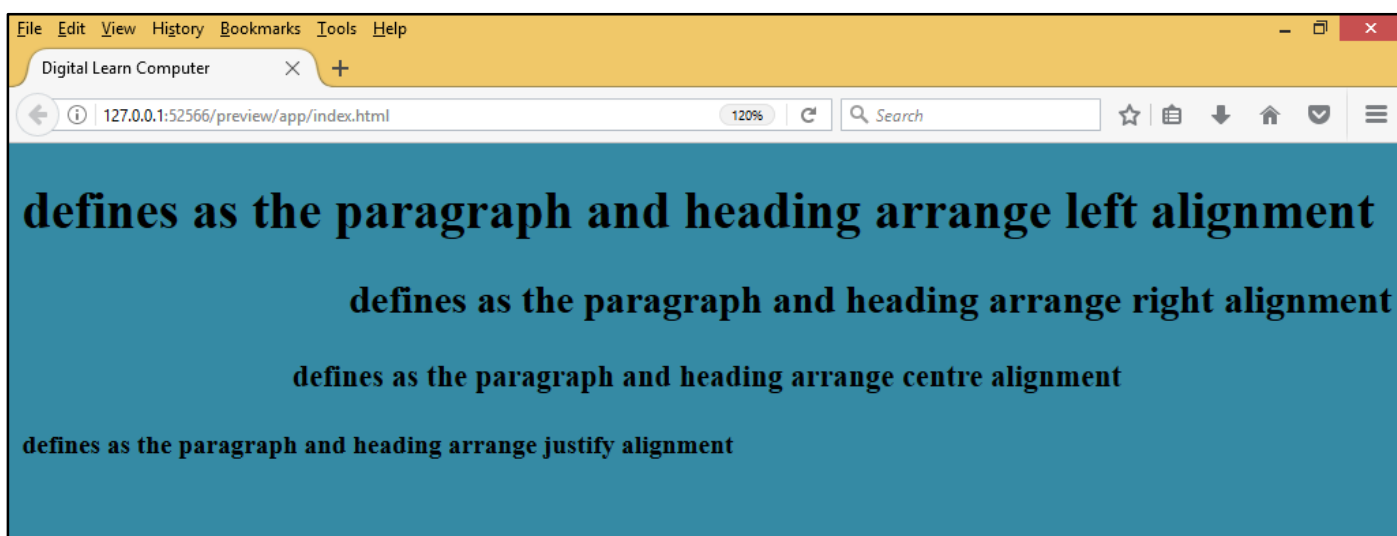 File Edit View History Bookmarks Tools Help
Digital Learn Computer
127.0.0.1:52566/preview/app/index.html 120% Search
defines as the paragraph and heading arrange left alignment
defines as the paragraph and heading arrange right alignment
defines as the paragraph and heading arrange centre alignment
defines as the paragraph and heading arrange justify alignment